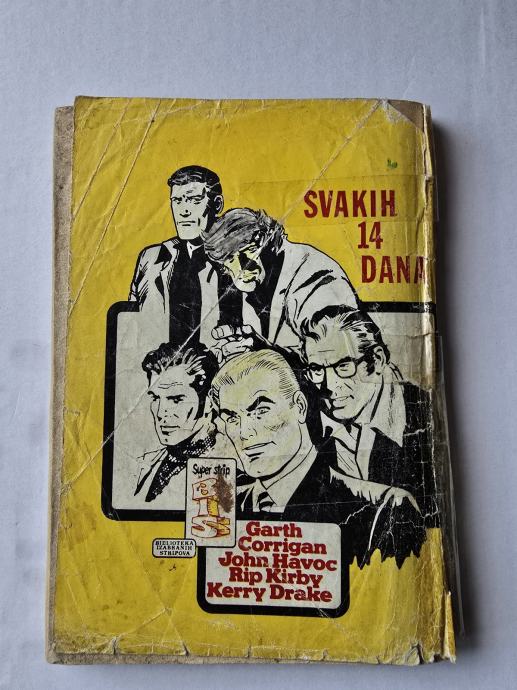 SVAKIH
14
DANA
Super strip
BIS
BIBLIOTEKA
IZABRANIH
STRIPOVA
Garth
Corrigan
John Havoc
Rip Kirby
Kerry Drake